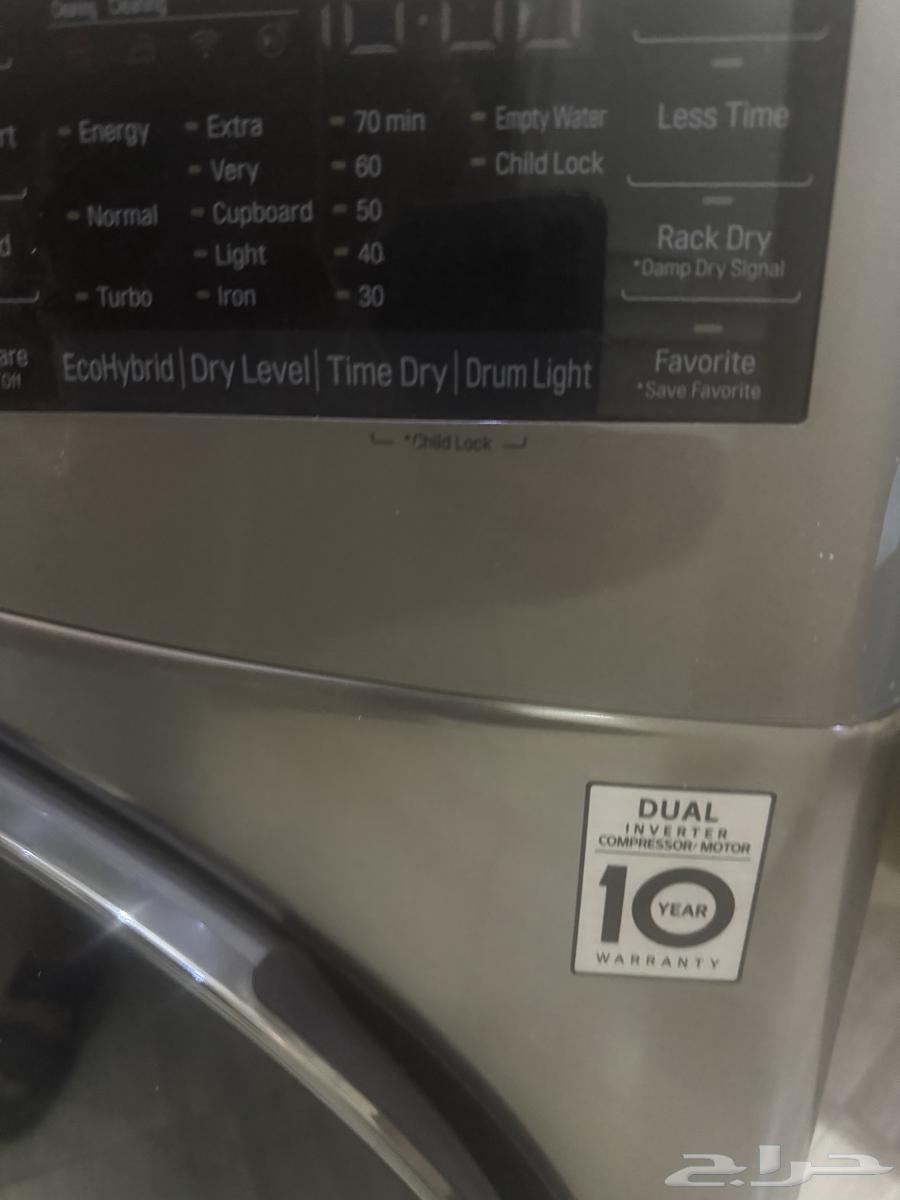 Cleaning
Less Time
Energy Extra 70 min Empty Water
Very 60 Child Lock
Normal Cupboard 50
Light 40
Turbo Iron 30
Rack Dry
*Damp Dry Signal
EcoHybrid | Dry Level | Time Dry | Drum Light
Favorite
*Save Favorite
*Child Lock
DUAL
INVERTER
COMPRESSOR/ MOTOR
10 YEAR
WARRANTY
حراج